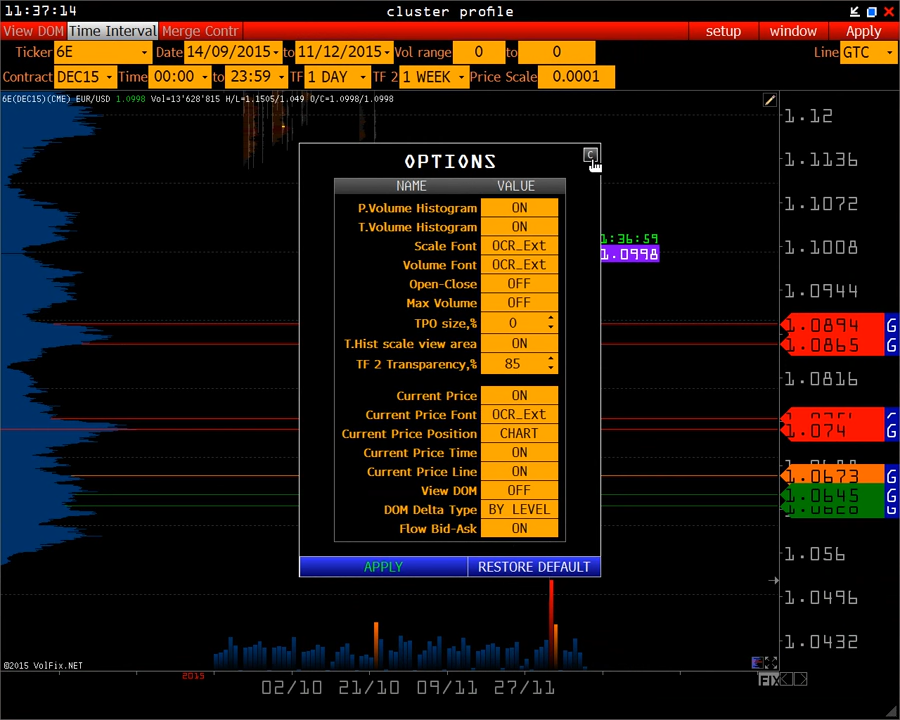 11:37:14 cluster profile
View DOM Time Interval Merge Contr setup window Apply
Ticker 6E Date 14/09/2015 to 11/12/2015 Vol range 0 to 0 Line GTC
Contract DEC15 Time 00:00 to 23:59 TF 1 DAY TF 2 1 WEEK Price Scale 0.0001
6E(DEC15)(CME) EUR/USD 1.0998 Vol=13'628'815 H/L=1.1505/1.049 O/C=1.0998/1.0998
1.12
OPTIONS C
1.1136
NAME VALUE
P.Volume Histogram ON
1.1072
T.Volume Histogram ON
1:36:59
Scale Font OCR_Ext
1.1008
1.0998
Volume Font OCR_Ext
Open-Close OFF
1.0944
Max Volume OFF
TPO size,% 0
1.0894 G
T.Hist scale view area ON
1.0865 G
TF 2 Transparency,% 85
1.0816
Current Price ON
Current Price Font OCR_Ext
Current Price Position CHART
1.074 G
Current Price Time ON
Current Price Line ON
1.0673 G
View DOM OFF
1.0645 G
DOM Delta Type BY LEVEL
G
Flow Bid-Ask ON
1.056
APPLY RESTORE DEFAULT
1.0496
1.0432
©2015 VolFix.NET
2015
FIX
02/10 21/10 09/11 27/11